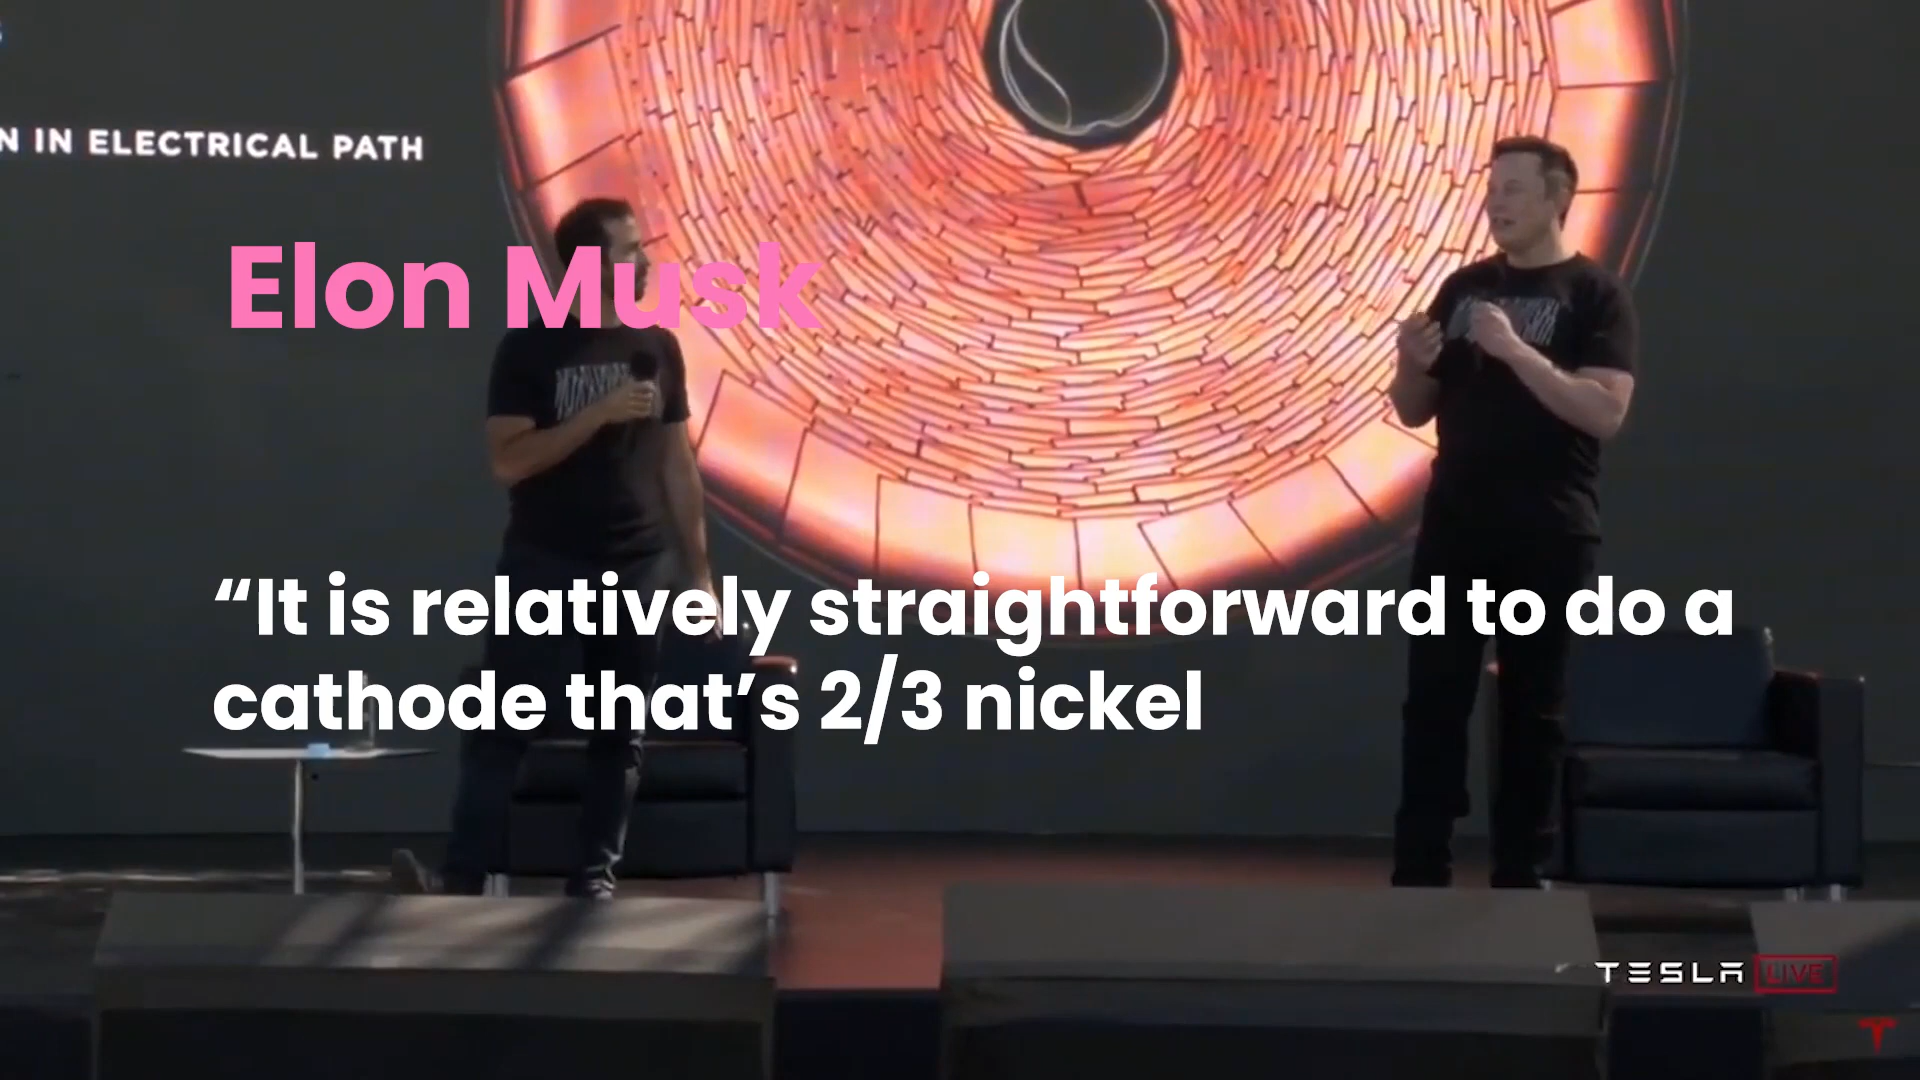 N IN ELECTRICAL PATH
Elon Musk
“It is relatively straightforward to do a
cathode that’s 2/3 nickel
TESLA LIVE